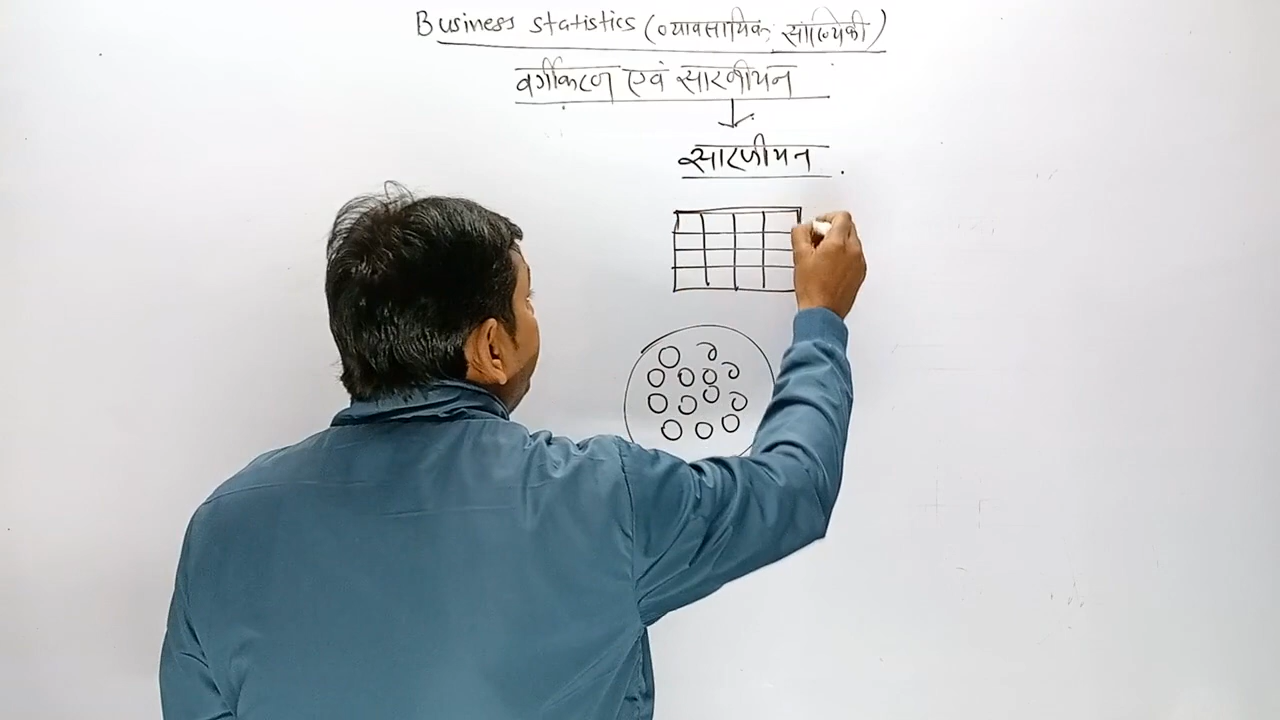 Business statistics (व्यावसायिक सांख्यिकी)
वर्गीकरण एवं सारणीयन
सारणीयन